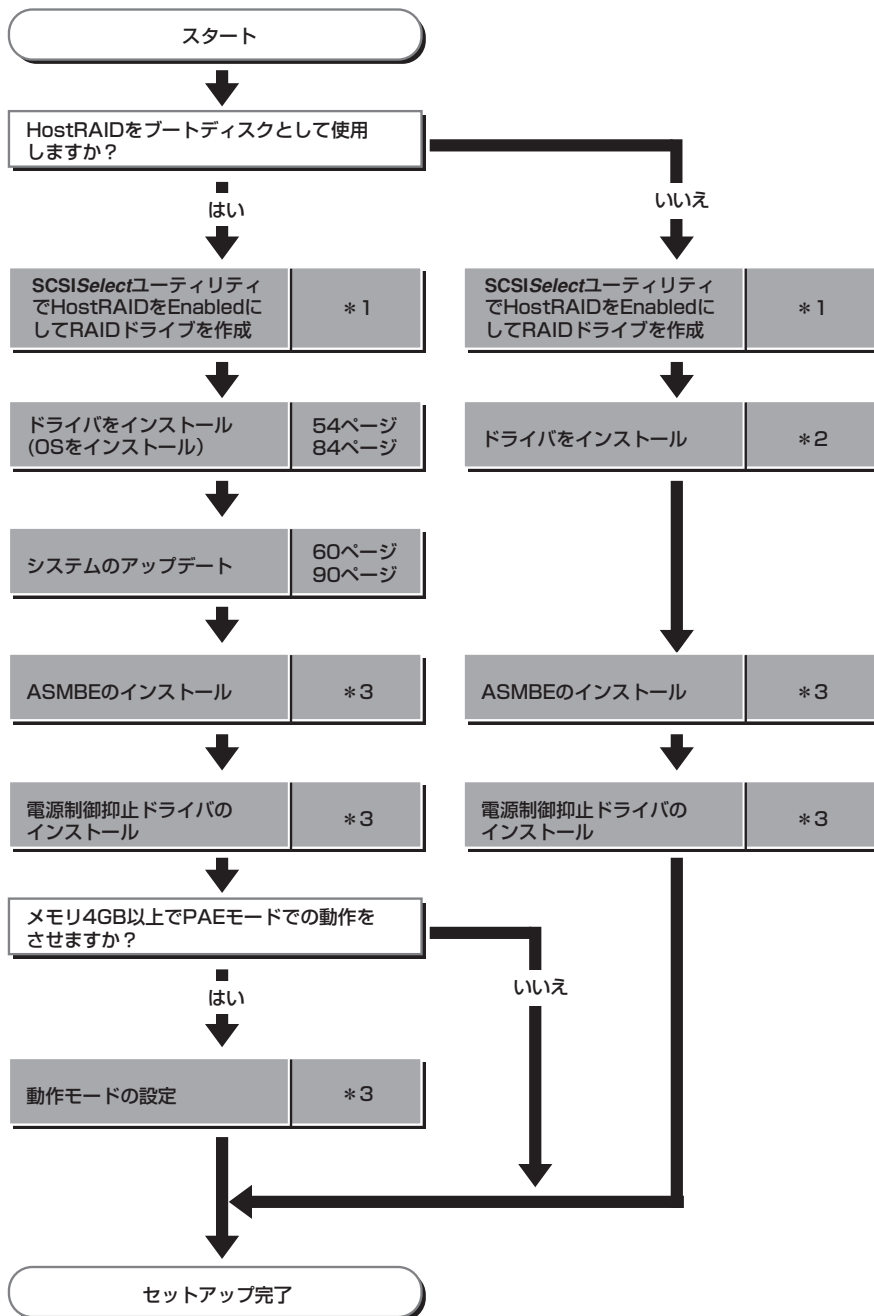 スタート
HostRAIDをブートディスクとして使用
しますか？
はい
いいえ
SCSISelectユーティリティ
でHostRAIDをEnabledに
してRAIDドライブを作成
＊1
SCSISelectユーティリティ
でHostRAIDをEnabledに
してRAIDドライブを作成
＊1
ドライバをインストール
(OSをインストール）
54ページ
84ページ
ドライバをインストール
＊2
システムのアップデート
60ページ
90ページ
ASMBEのインストール
＊3
ASMBEのインストール
＊3
電源制御抑止ドライバの
インストール
＊3
電源制御抑止ドライバの
インストール
＊3
メモリ4GB以上でPAEモードでの動作を
させますか？
はい
いいえ
動作モードの設定
＊3
セットアップ完了